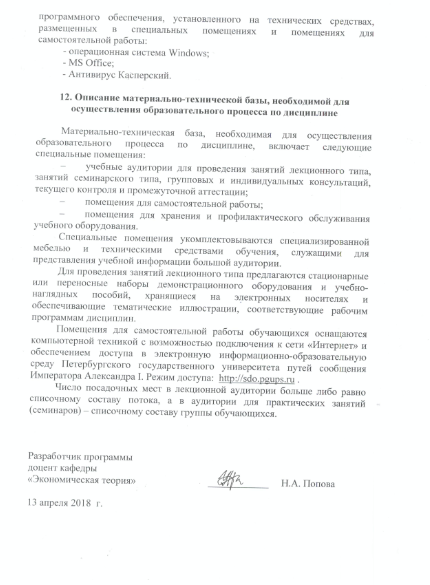 программного обеспечения, установленного на технических средствах,
размещенных в специальных помещениях и помещениях для
самостоятельной работы:
- операционная система Windows;
- MS Office;
- Антивирус Касперский.
12. Описание материально-технической базы, необходимой для
осуществления образовательного процесса по дисциплине
Материально-техническая база, необходимая для осуществления
образовательного процесса по дисциплине, включает следующие
специальные помещения:
– учебные аудитории для проведения занятий лекционного типа,
занятий семинарского типа, групповых и индивидуальных консультаций,
текущего контроля и промежуточной аттестации;
– помещения для самостоятельной работы;
– помещения для хранения и профилактического обслуживания
учебного оборудования.
Специальные помещения укомплектовываются специализированной
мебелью и техническими средствами обучения, служащими для
представления учебной информации большой аудитории.
Для проведения занятий лекционного типа предлагаются стационарные
или переносные наборы демонстрационного оборудования и учебно-
наглядных пособий, хранящиеся на электронных носителях и
обеспечивающие тематические иллюстрации, соответствующие рабочим
программам дисциплин.
Помещения для самостоятельной работы обучающихся оснащаются
компьютерной техникой с возможностью подключения к сети «Интернет» и
обеспечением доступа в электронную информационно-образовательную
среду Петербургского государственного университета путей сообщения
Императора Александра I. Режим доступа: http://sdo.pgups.ru .
Число посадочных мест в лекционной аудитории больше либо равно
списочному составу потока, а в аудитории для практических занятий
(семинаров) – списочному составу группы обучающихся.
Разработчик программы
доцент кафедры
«Экономическая теория» Н.А. Попова
13 апреля 2018 г.